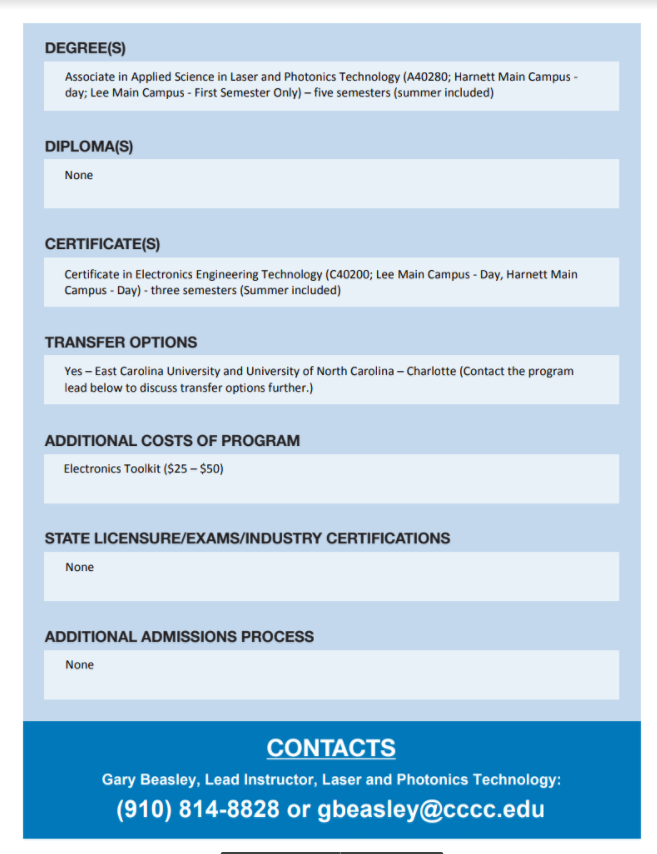 DEGREE(S)
Associate in Applied Science in Laser and Photonics Technology (A40280; Harnett Main Campus -
day; Lee Main Campus - First Semester Only) – five semesters (summer included)
DIPLOMA(S)
None
CERTIFICATE(S)
Certificate in Electronics Engineering Technology (C40200; Lee Main Campus - Day, Harnett Main
Campus - Day) - three semesters (Summer included)
TRANSFER OPTIONS
Yes – East Carolina University and University of North Carolina – Charlotte (Contact the program
lead below to discuss transfer options further.)
ADDITIONAL COSTS OF PROGRAM
Electronics Toolkit ($25 – $50)
STATE LICENSURE/EXAMS/INDUSTRY CERTIFICATIONS
None
ADDITIONAL ADMISSIONS PROCESS
None
CONTACTS
Gary Beasley, Lead Instructor, Laser and Photonics Technology:
(910) 814-8828 or gbeasley@cccc.edu